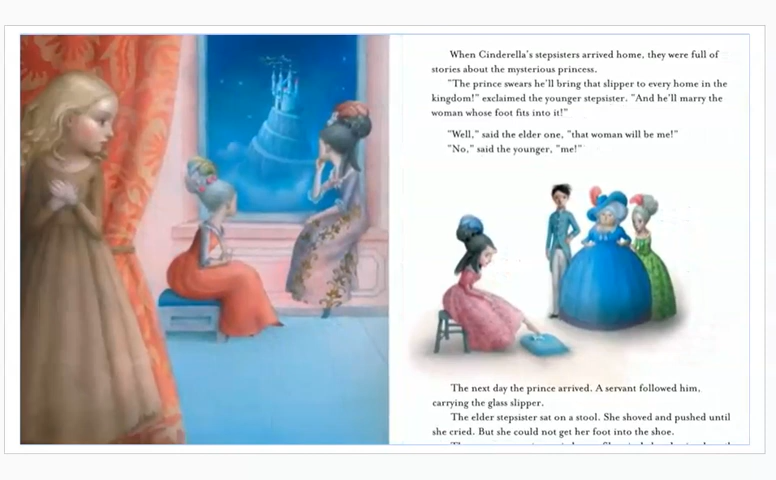 When Cinderella's stepsisters arrived home, they were full of
stories about the mysterious princess.
"The prince swears he'll bring that slipper to every home in the
kingdom!" exclaimed the younger stepsister. "And he'll marry the
woman whose foot fits into it!"
"Well," said the elder one, "that woman will be me!"
"No," said the younger, "me!"
The next day the prince arrived. A servant followed him,
carrying the glass slipper.
The elder stepsister sat on a stool. She shoved and pushed until
she cried. But she could not get her foot into the shoe.